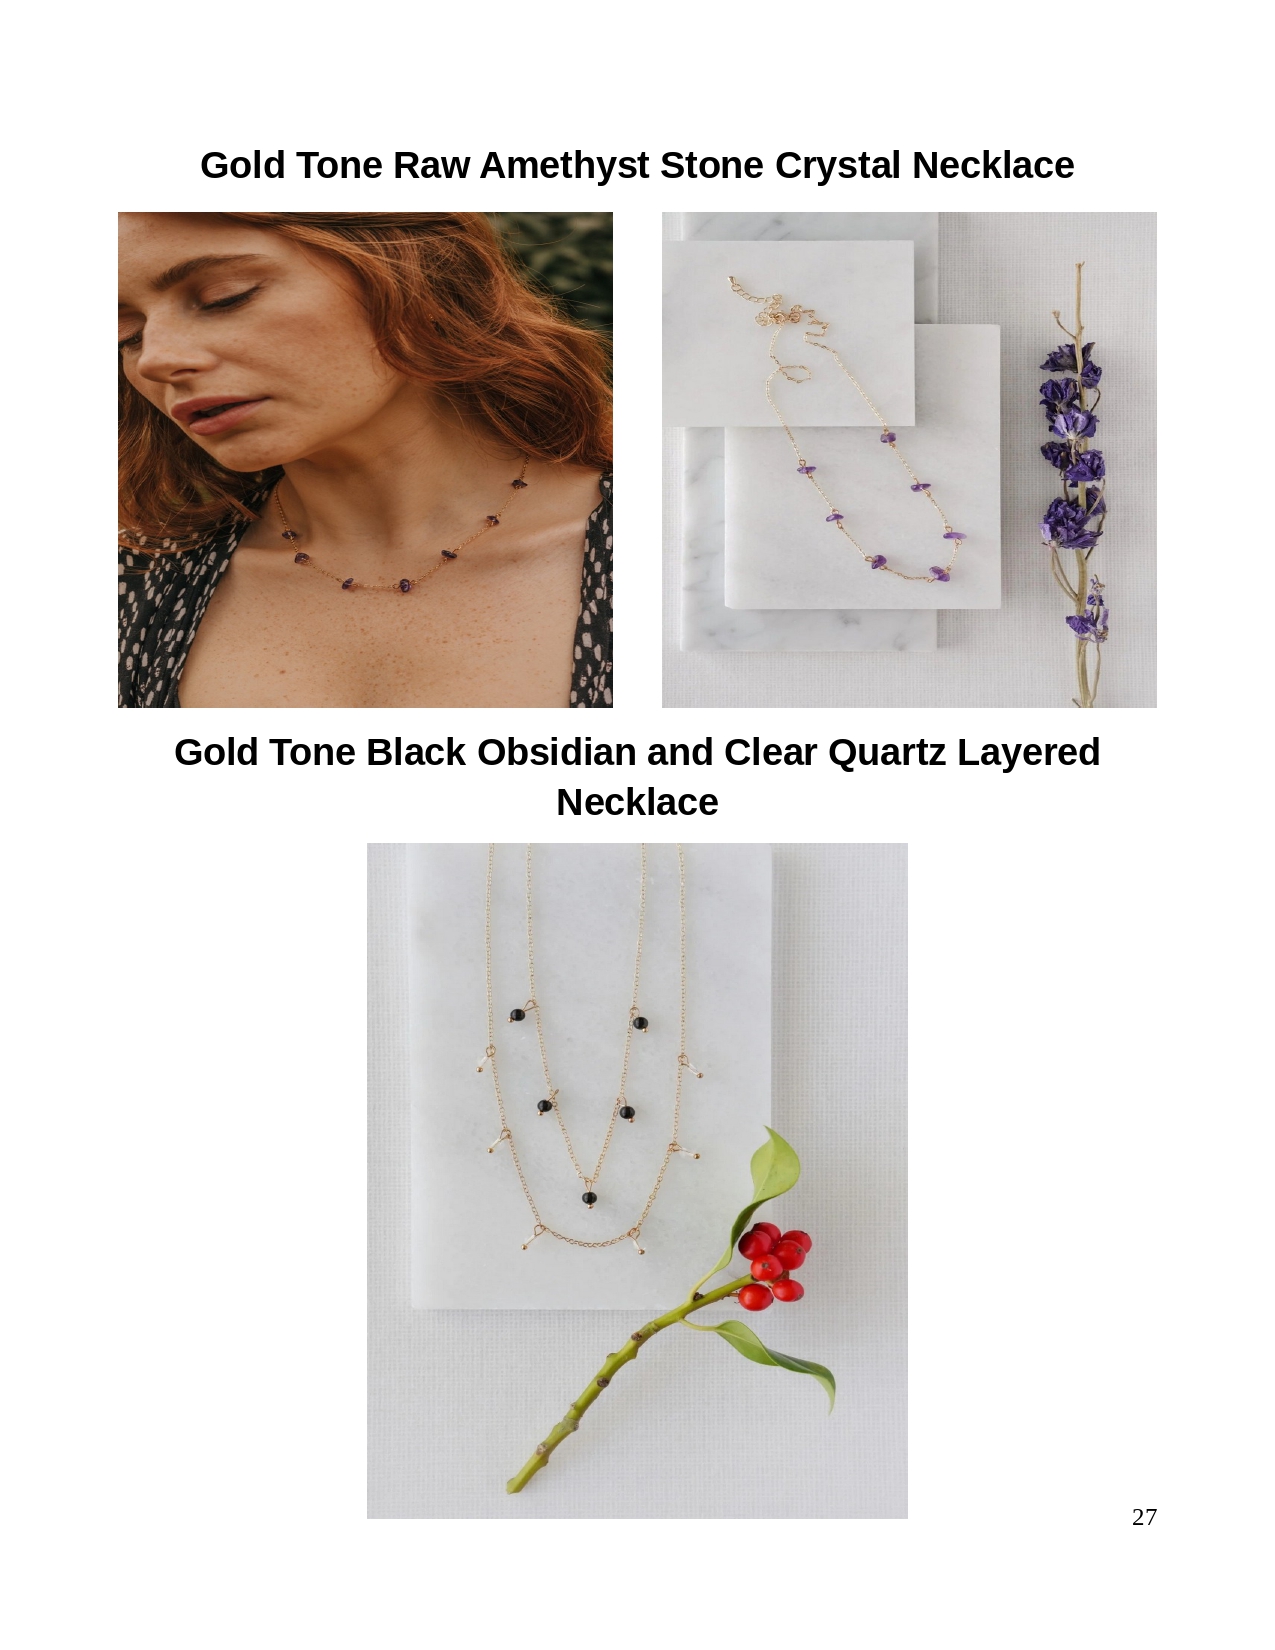 Gold Tone Raw Amethyst Stone Crystal Necklace
Gold Tone Black Obsidian and Clear Quartz Layered
Necklace
27